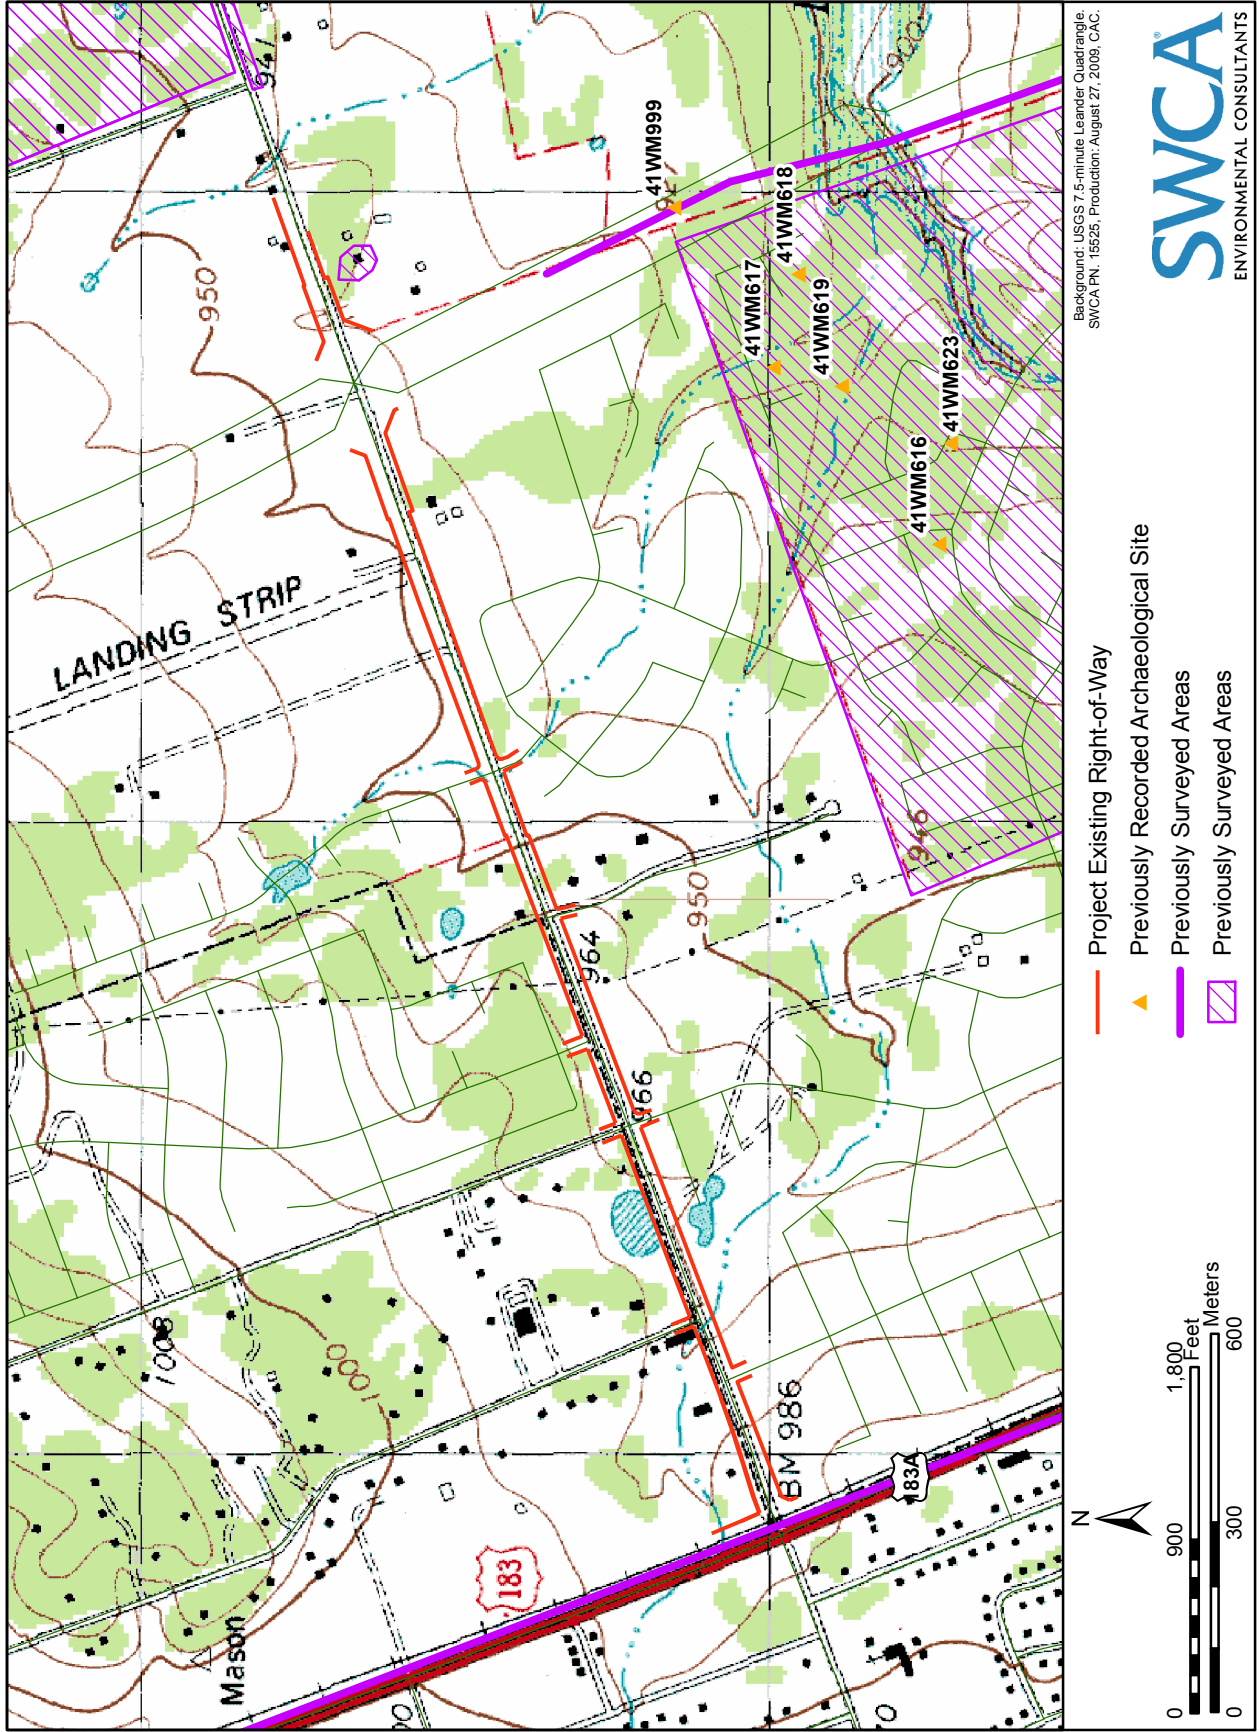 Mason
183
1008
1000
LANDING STRIP
950
941
41WM999
964
966
950
BM 986
183A
946
41WM617
41WM618
41WM619
41WM616
41WM623
900
N
0 900 1,800
Feet
Meters
0 300 600
Project Existing Right-of-Way
Previously Recorded Archaeological Site
Previously Surveyed Areas
Previously Surveyed Areas
Background: USGS 7.5-minute Leander Quadrangle.
SWCA PN. 15525, Production: August 27, 2009, CAC.
SWCA®
ENVIRONMENTAL CONSULTANTS